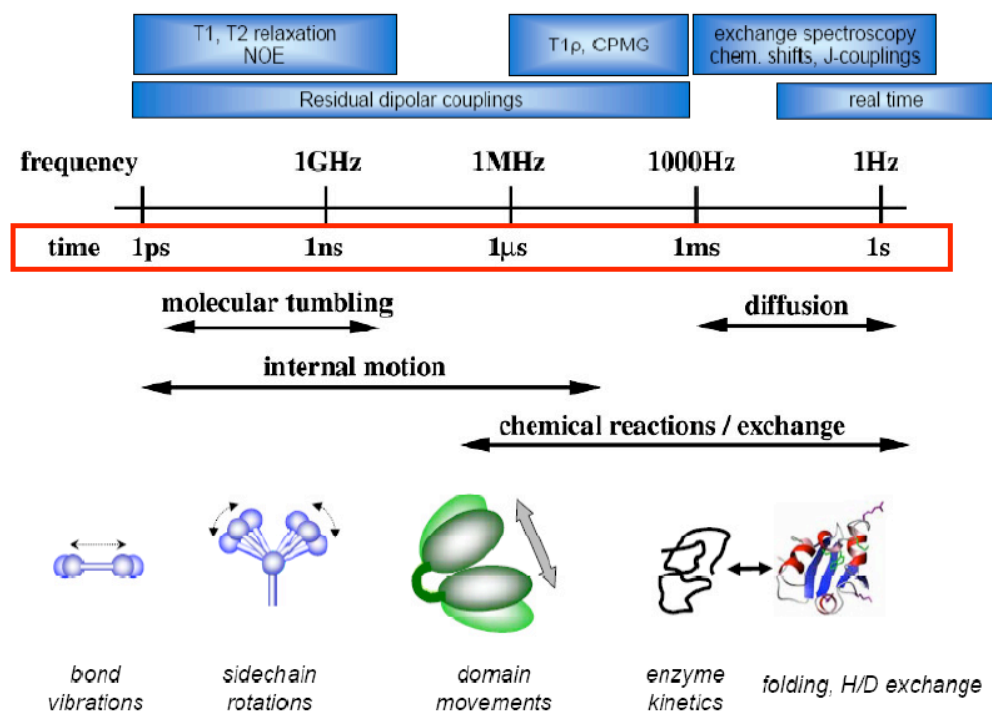 T1, T2 relaxation
NOE
T1ρ, CPMG
exchange spectroscopy
chem. shifts, J-couplings
Residual dipolar couplings
real time
frequency 1GHz 1MHz 1000Hz 1Hz
time 1ps 1ns 1μs 1ms 1s
molecular tumbling
diffusion
internal motion
chemical reactions / exchange
bond
vibrations
sidechain
rotations
domain
movements
enzyme
kinetics
folding, H/D exchange